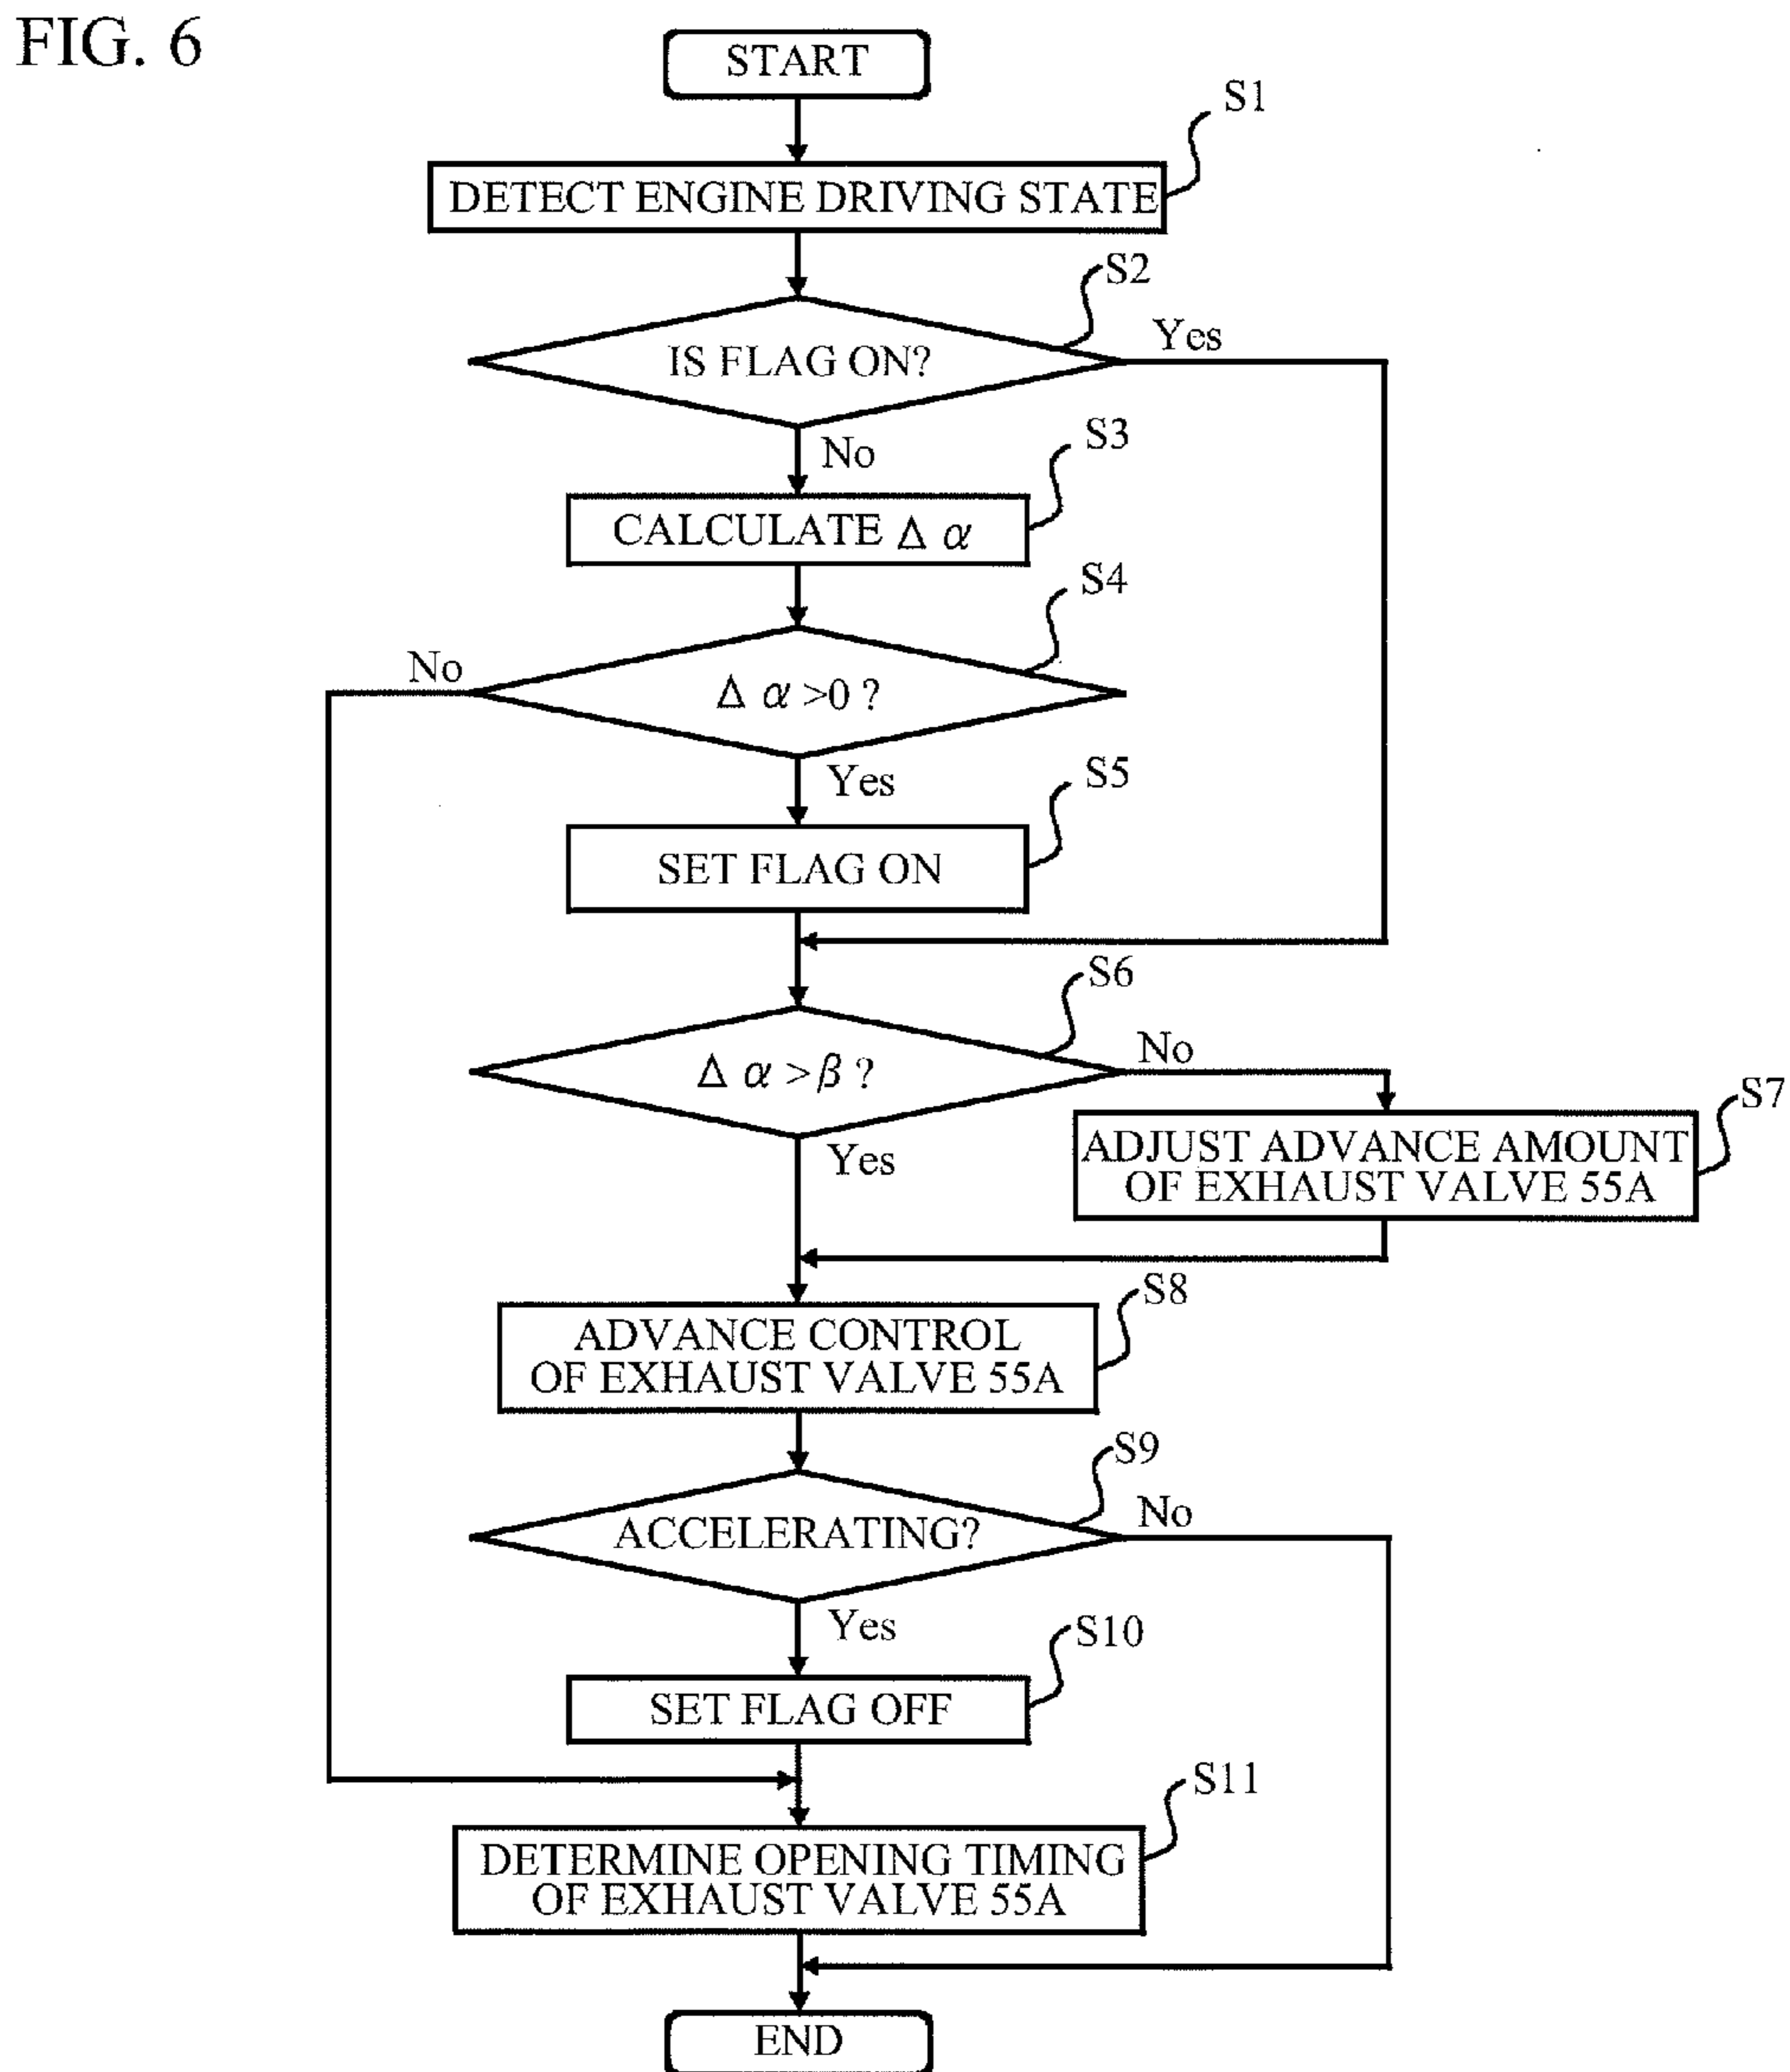 FIG. 6
START
S1
DETECT ENGINE DRIVING STATE
S2
IS FLAG ON?
Yes
No
S3
CALCULATE Δ α
S4
No
Δ α >0 ?
Yes
S5
SET FLAG ON
S6
Δ α > β ?
No
Yes
S7
ADJUST ADVANCE AMOUNT
OF EXHAUST VALVE 55A
S8
ADVANCE CONTROL
OF EXHAUST VALVE 55A
S9
ACCELERATING?
No
Yes
S10
SET FLAG OFF
S11
DETERMINE OPENING TIMING
OF EXHAUST VALVE 55A
END